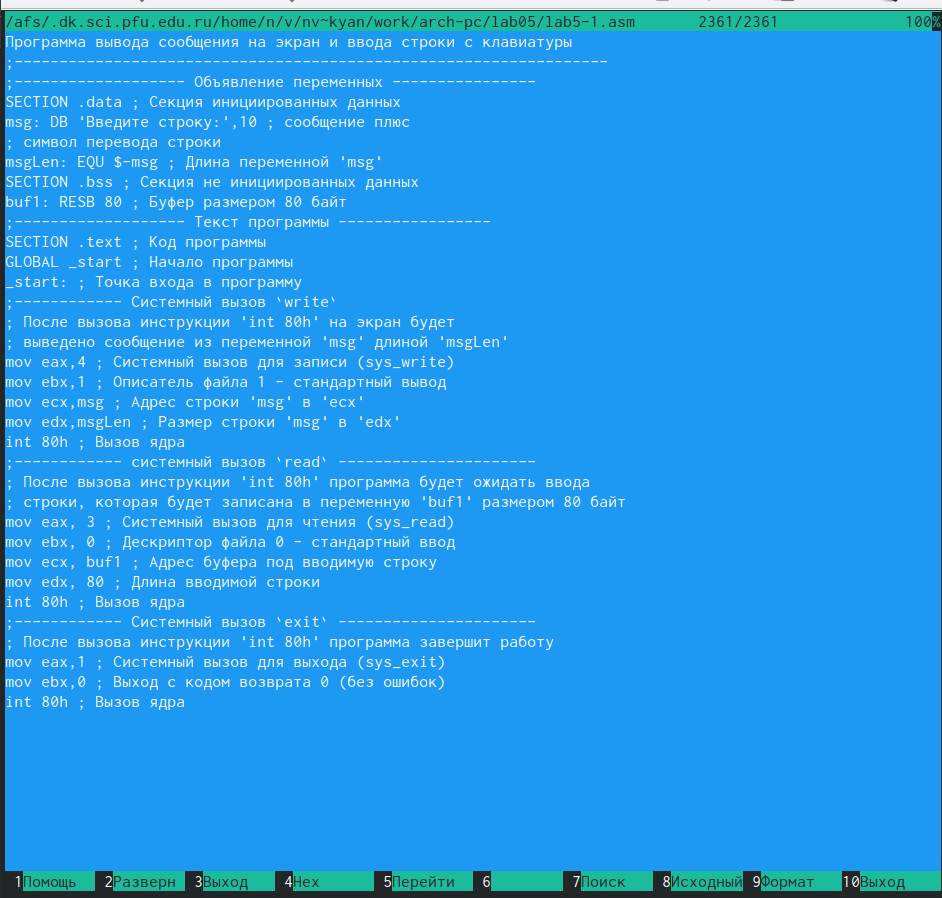 /afs/.dk.sci.pfu.edu.ru/home/n/v/nv~kyan/work/arch-pc/lab05/lab5-1.asm 2361/2361 100%
Программа вывода сообщения на экран и ввода строки с клавиатуры
;------------------------------------------------------------------
;------------------- Объявление переменных ----------------
SECTION .data ; Секция инициированных данных
msg: DB 'Введите строку:',10 ; сообщение плюс
; символ перевода строки
msgLen: EQU $-msg ; Длина переменной 'msg'
SECTION .bss ; Секция не инициированных данных
buf1: RESB 80 ; Буфер размером 80 байт
;------------------- Текст программы -----------------
SECTION .text ; Код программы
GLOBAL _start ; Начало программы
_start: ; Точка входа в программу
;------------ Системный вызов `write`
; После вызова инструкции 'int 80h' на экран будет
; выведено сообщение из переменной 'msg' длиной 'msgLen'
mov eax,4 ; Системный вызов для записи (sys_write)
mov ebx,1 ; Описатель файла 1 - стандартный вывод
mov ecx,msg ; Адрес строки 'msg' в 'ecx'
mov edx,msgLen ; Размер строки 'msg' в 'edx'
int 80h ; Вызов ядра
;------------ системный вызов `read` ----------------------
; После вызова инструкции 'int 80h' программа будет ожидать ввода
; строки, которая будет записана в переменную 'buf1' размером 80 байт
mov eax, 3 ; Системный вызов для чтения (sys_read)
mov ebx, 0 ; Дескриптор файла 0 - стандартный ввод
mov ecx, buf1 ; Адрес буфера под вводимую строку
mov edx, 80 ; Длина вводимой строки
int 80h ; Вызов ядра
;------------ Системный вызов `exit` ----------------------
; После вызова инструкции 'int 80h' программа завершит работу
mov eax,1 ; Системный вызов для выхода (sys_exit)
mov ebx,0 ; Выход с кодом возврата 0 (без ошибок)
int 80h ; Вызов ядра
1Помощь 2Разверн 3Выход 4Hex 5Перейти 6 7Поиск 8Исходный 9Формат 10Выход